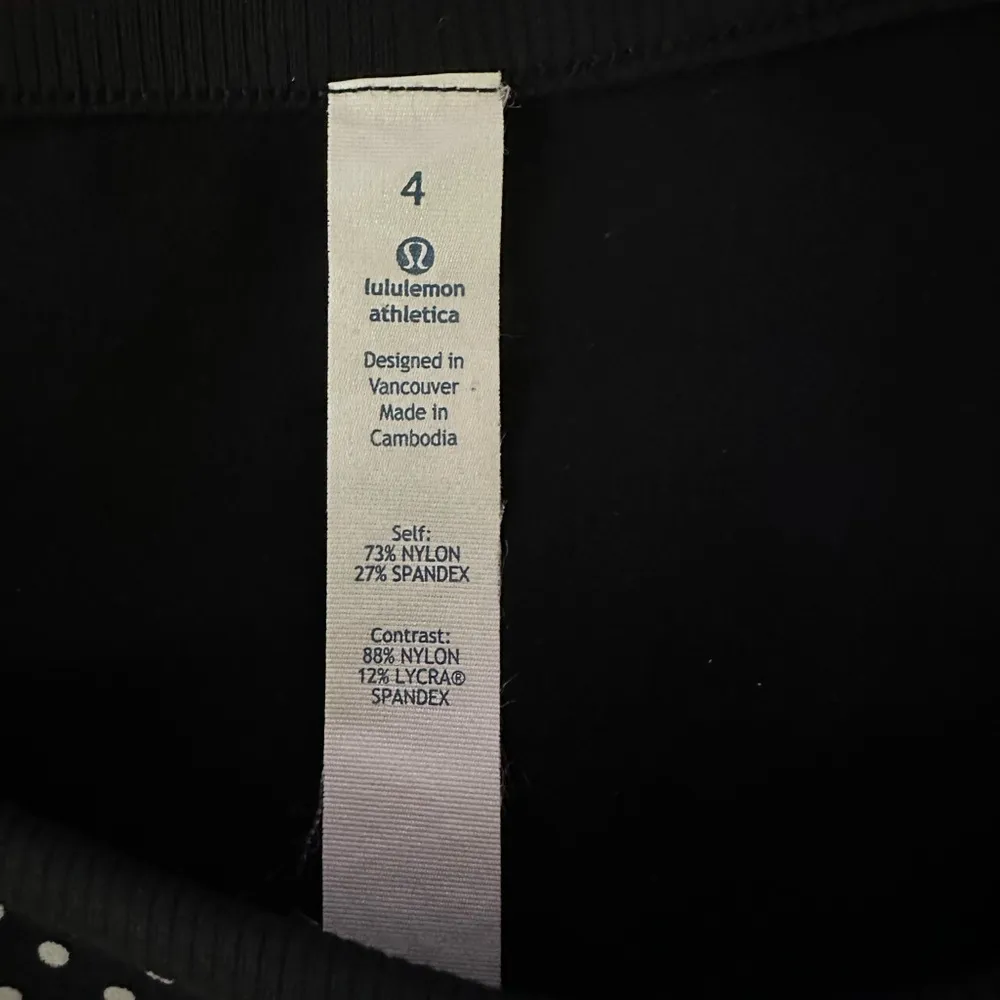 4
lululemon
athletica
Designed in
Vancouver
Made in
Cambodia
Self:
73% NYLON
27% SPANDEX
Contrast:
88% NYLON
12% LYCRA®
SPANDEX